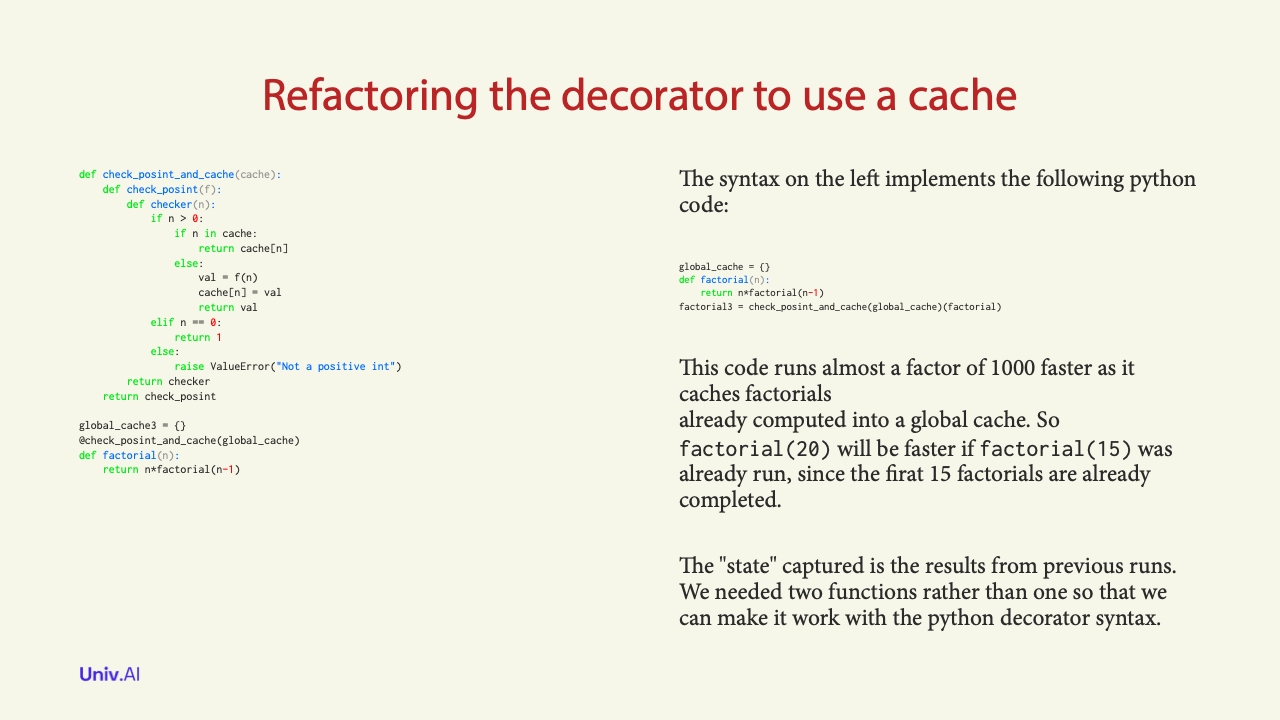 Refactoring the decorator to use a cache
def check_posint_and_cache(cache):
    def check_posint(f):
        def checker(n):
            if n > 0:
                if n in cache:
                    return cache[n]
                else:
                    val = f(n)
                    cache[n] = val
                    return val
            elif n == 0:
                return 1
            else:
                raise ValueError("Not a positive int")
        return checker
    return check_posint
global_cache3 = {}
@check_posint_and_cache(global_cache)
def factorial(n):
    return n*factorial(n-1)
The syntax on the left implements the following python
code:
global_cache = {}
def factorial(n):
    return n*factorial(n-1)
factorial3 = check_posint_and_cache(global_cache)(factorial)
This code runs almost a factor of 1000 faster as it
caches factorials
already computed into a global cache. So
factorial(20) will be faster if factorial(15) was
already run, since the firat 15 factorials are already
completed.
The "state" captured is the results from previous runs.
We needed two functions rather than one so that we
can make it work with the python decorator syntax.
Univ.AI